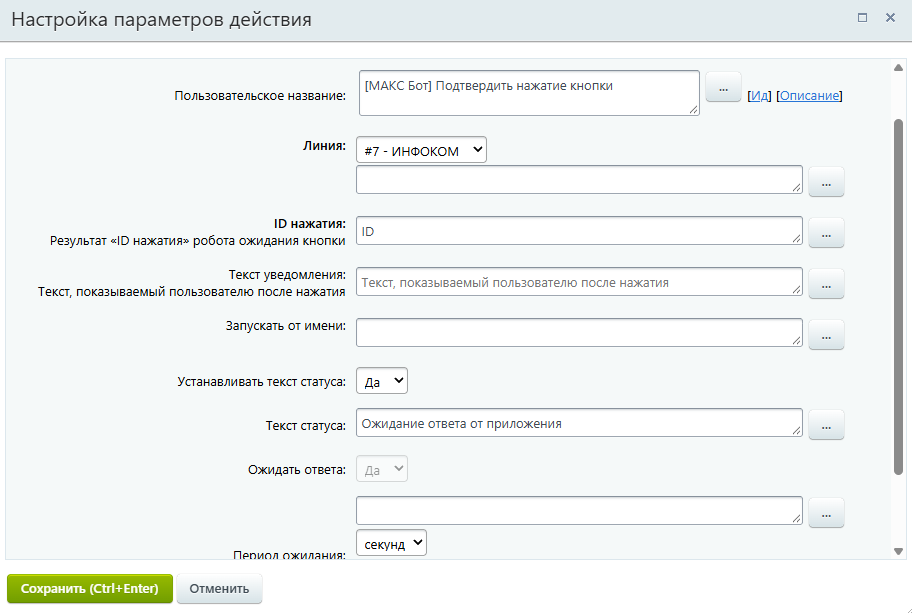 Настройка параметров действия
Пользовательское название:
[МАКС Бот] Подтвердить нажатие кнопки
...
[Ид] [Описание]
Линия:
#7 - ИНФОКОМ
...
ID нажатия:
Результат «ID нажатия» робота ожидания кнопки
ID
...
Текст уведомления:
Текст, показываемый пользователю после нажатия
Текст, показываемый пользователю после нажатия
...
Запускать от имени:
...
Устанавливать текст статуса:
Да
Текст статуса:
Ожидание ответа от приложения
...
Ожидать ответа:
Да
...
Период ожидания:
секунд
Сохранить (Ctrl+Enter)
Отменить